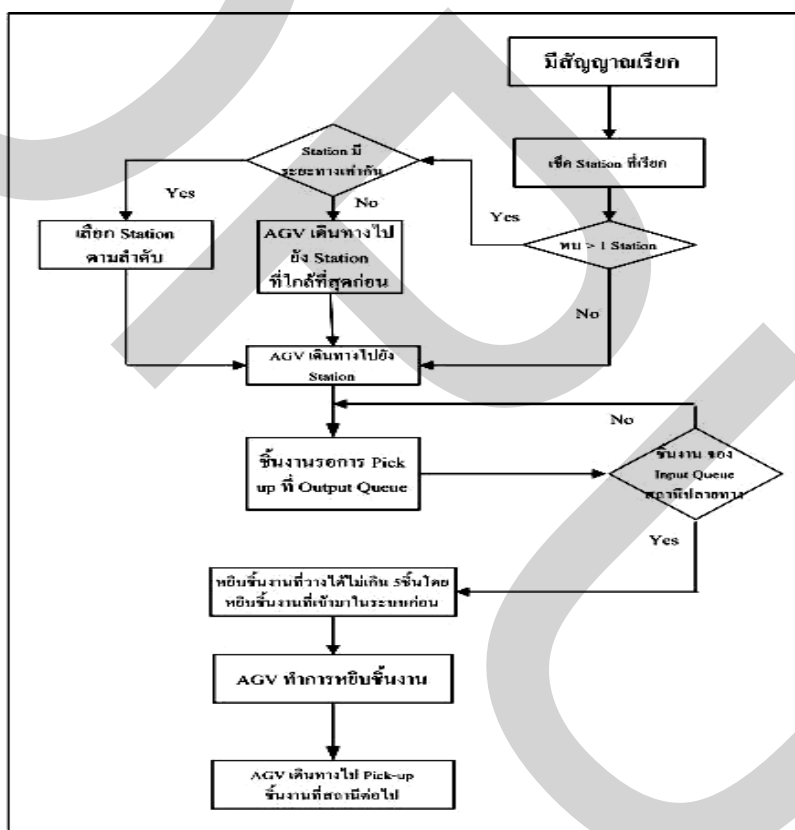 มีสัญญาณเรียก
เช็ค Station ที่เรียก
พบ > 1 Station
Yes
No
Station มี
ระยะทางเท่ากัน
Yes
No
เลือก Station
ตามลำดับ
AGV เดินทางไป
ยัง Station
ที่ใกล้ที่สุดก่อน
AGV เดินทางไปยัง
Station
ชิ้นงานรอการ Pick
up ที่ Output Queue
No
ชิ้นงาน ของ
Input Queue
สถานีปลายทาง
Yes
หยิบชิ้นงานที่วางได้ไม่เกิน 5ชิ้นโดย
หยิบชิ้นงานที่เข้ามาในระบบก่อน
AGV ทำการหยิบชิ้นงาน
AGV เดินทางไป Pick-up
ชิ้นงานที่สถานีต่อไป